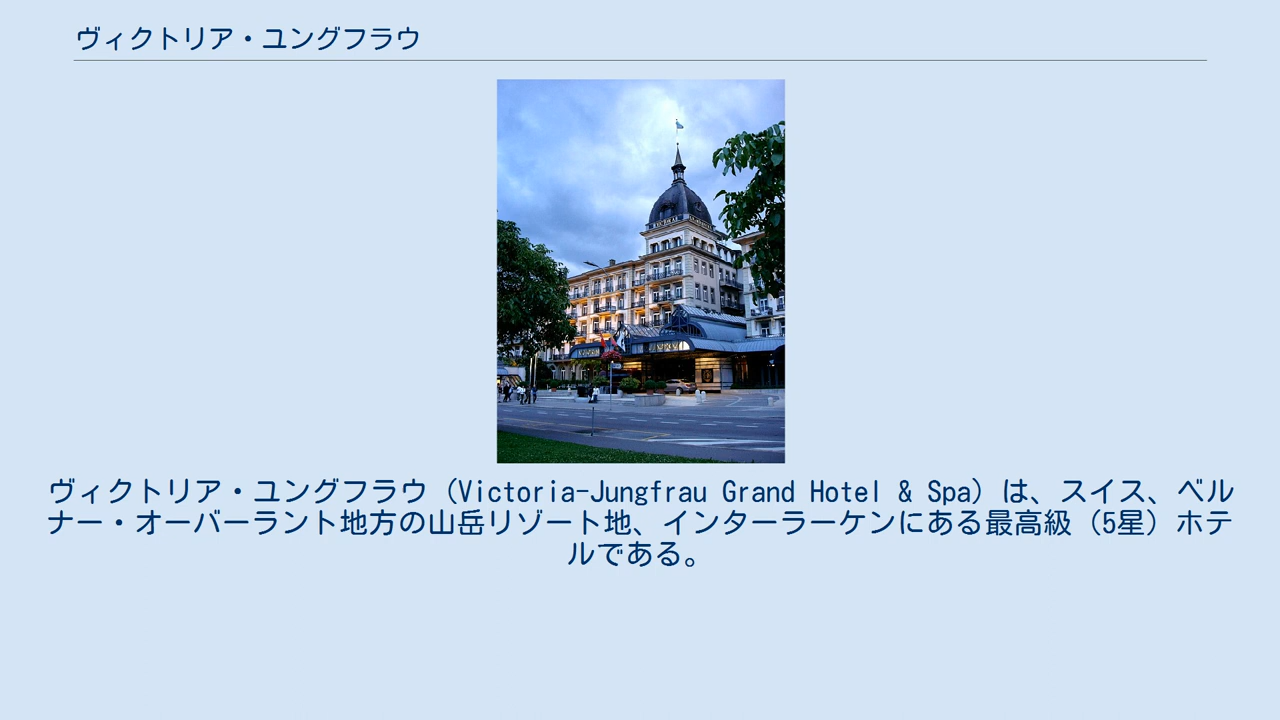 ヴィクトリア・ユングフラウ
ヴィクトリア・ユングフラウ（Victoria-Jungfrau Grand Hotel & Spa）は、スイス、ベル
ナー・オーバーラント地方の山岳リゾート地、インターラーケンにある最高級（5星）ホテ
ルである。